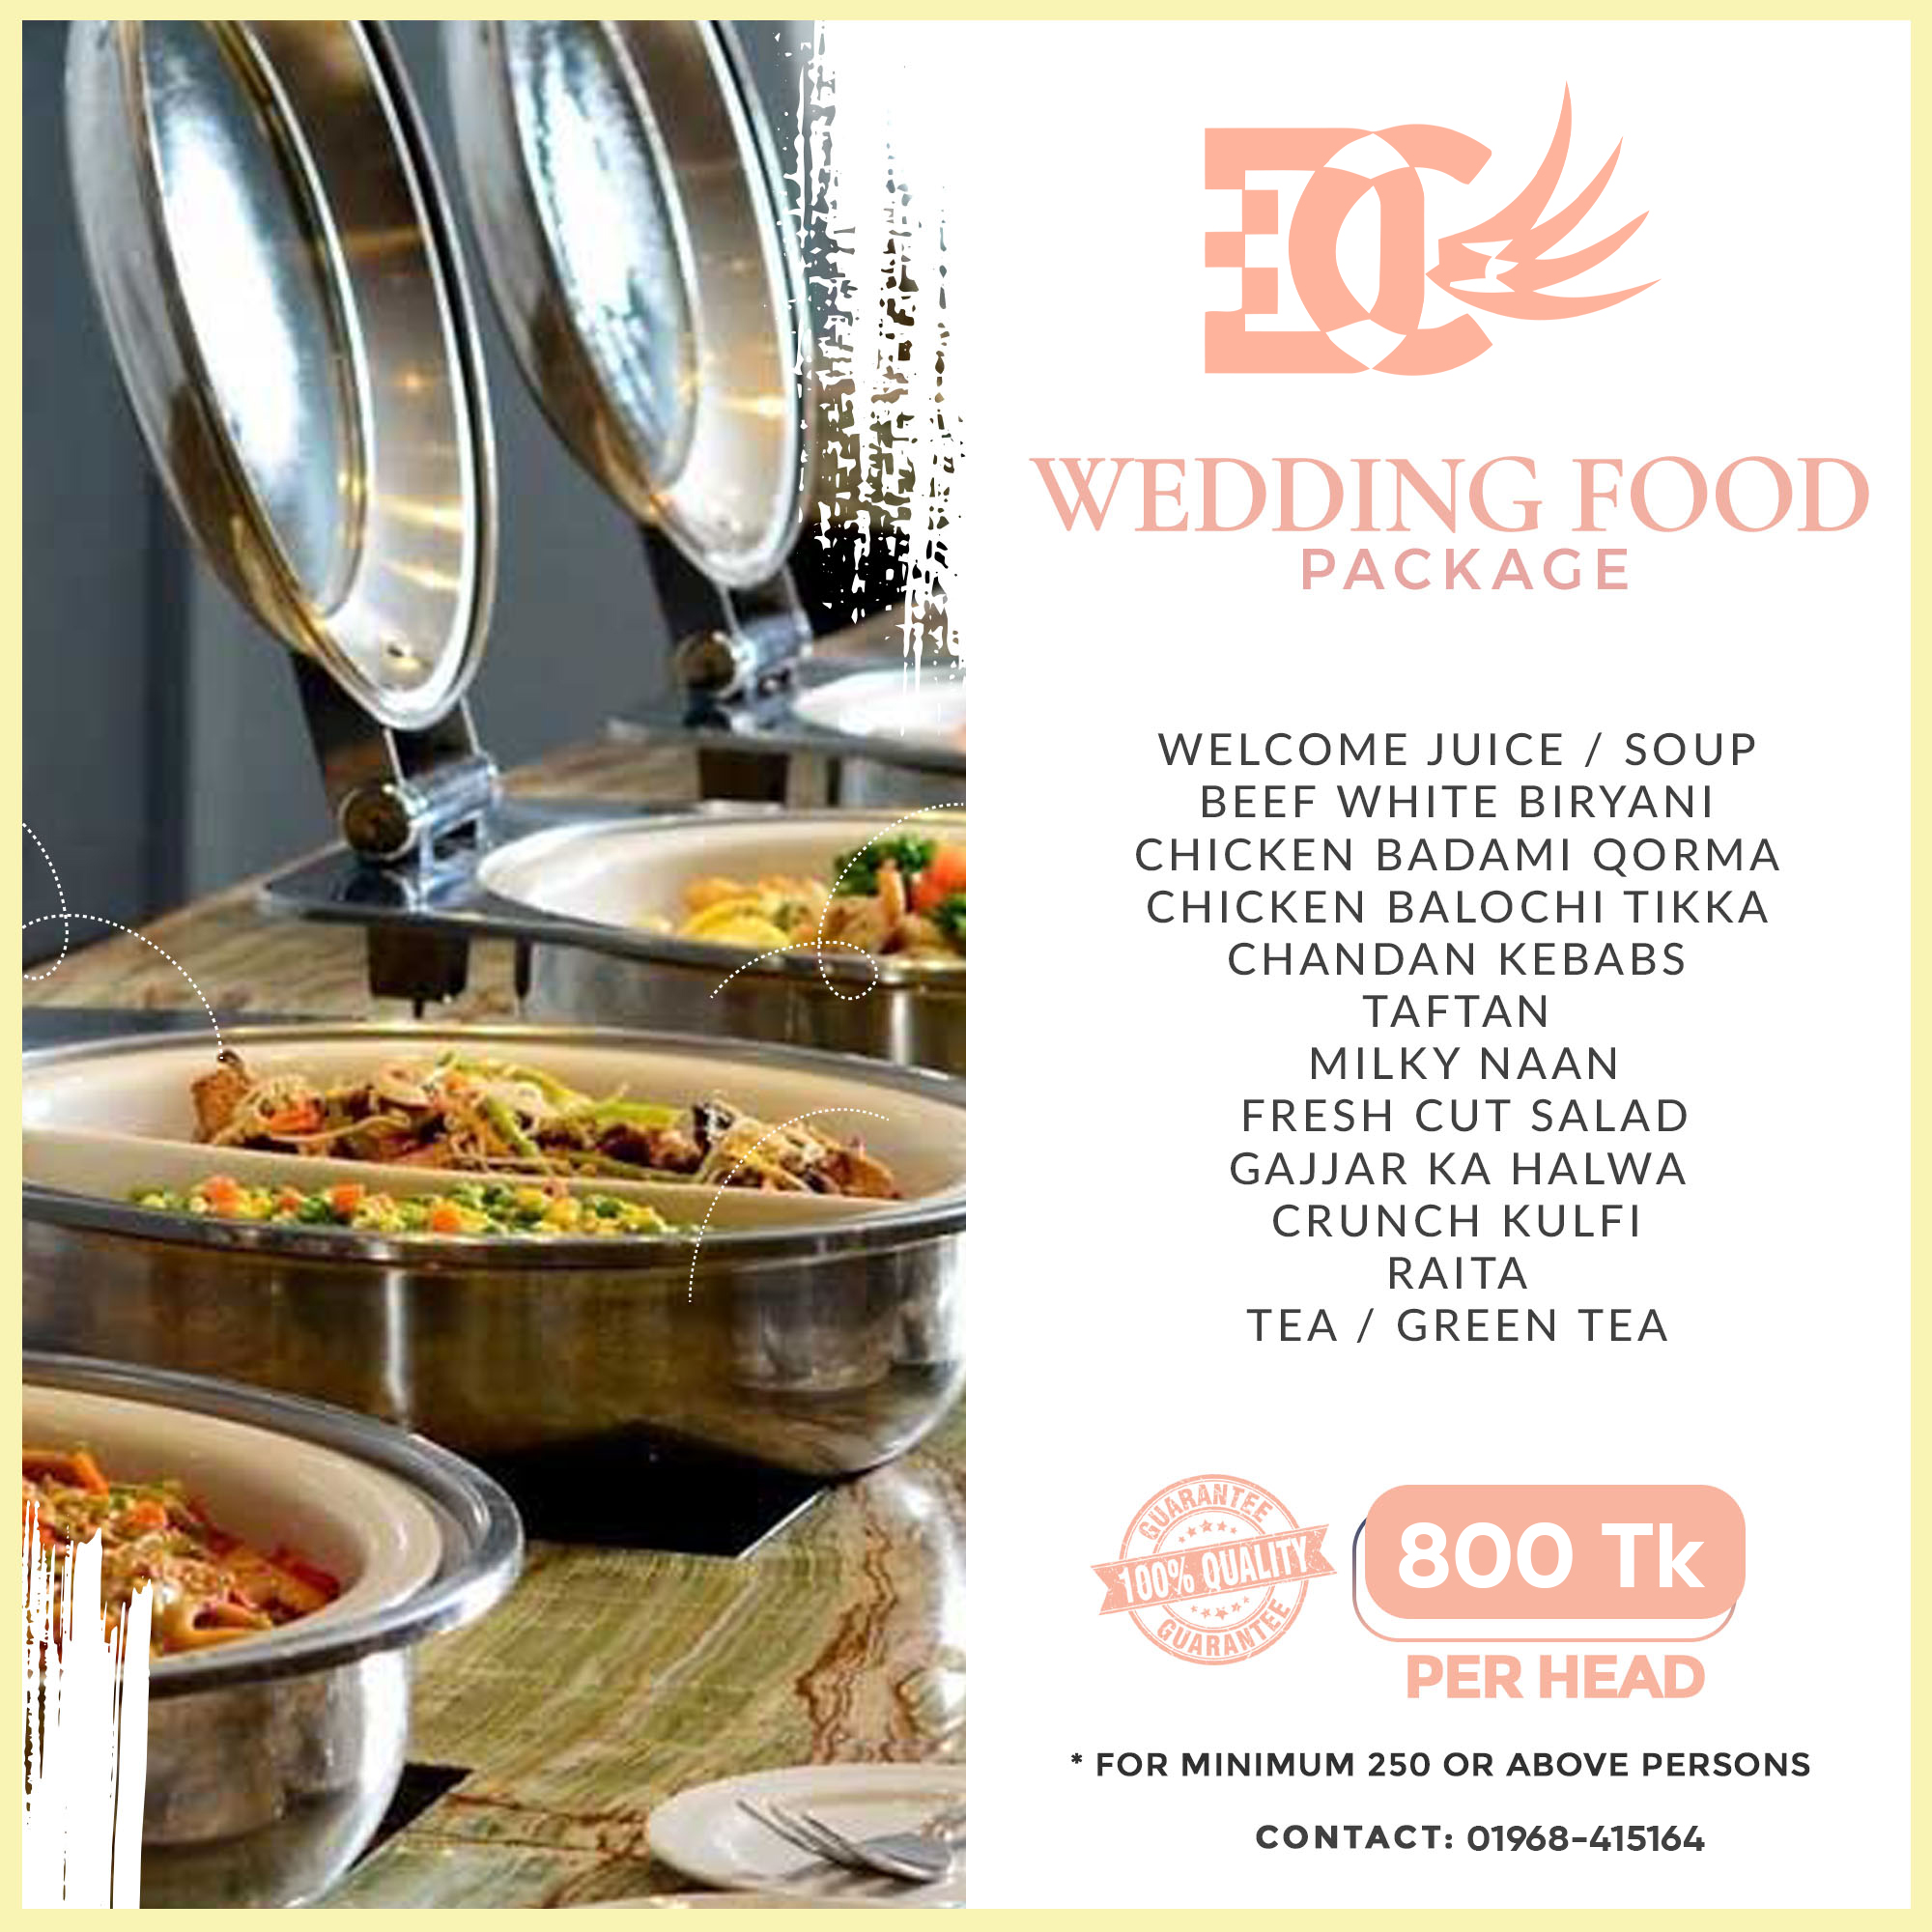 EC
WEDDING FOOD
PACKAGE
WELCOME JUICE / SOUP
BEEF WHITE BIRYANI
CHICKEN BADAMI QORMA
CHICKEN BALOCHI TIKKA
CHANDAN KEBABS
TAFTAN
MILKY NAAN
FRESH CUT SALAD
GAJJAR KA HALWA
CRUNCH KULFI
RAITA
TEA / GREEN TEA
GUARANTEE
100% QUALITY
GUARANTEE
800 Tk
PER HEAD
* FOR MINIMUM 250 OR ABOVE PERSONS
CONTACT: 01968-415164